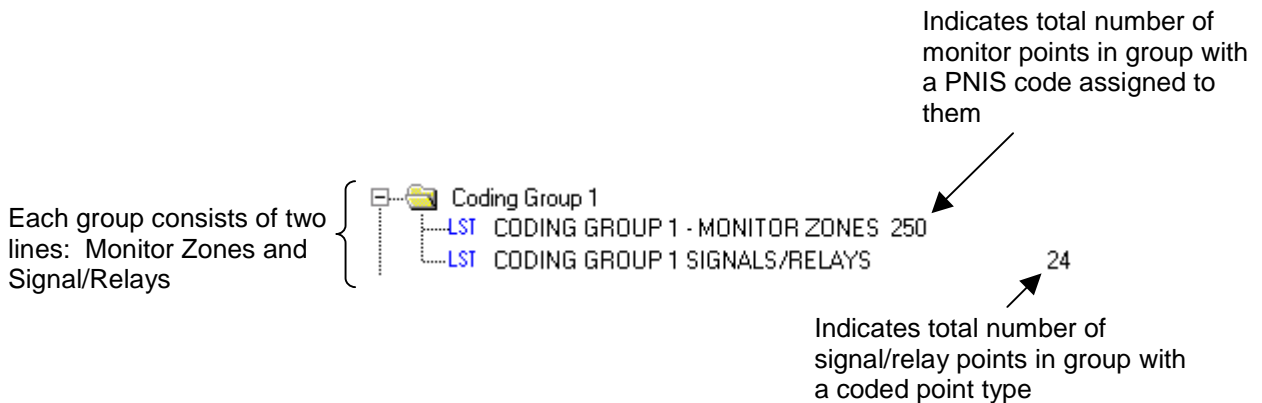 Indicates total number of
monitor points in group with
a PNIS code assigned to
them
Each group consists of two
lines: Monitor Zones and
Signal/Relays
Coding Group 1
LST CODING GROUP 1 - MONITOR ZONES 250
LST CODING GROUP 1 SIGNALS/RELAYS 24
Indicates total number of
signal/relay points in group with
a coded point type